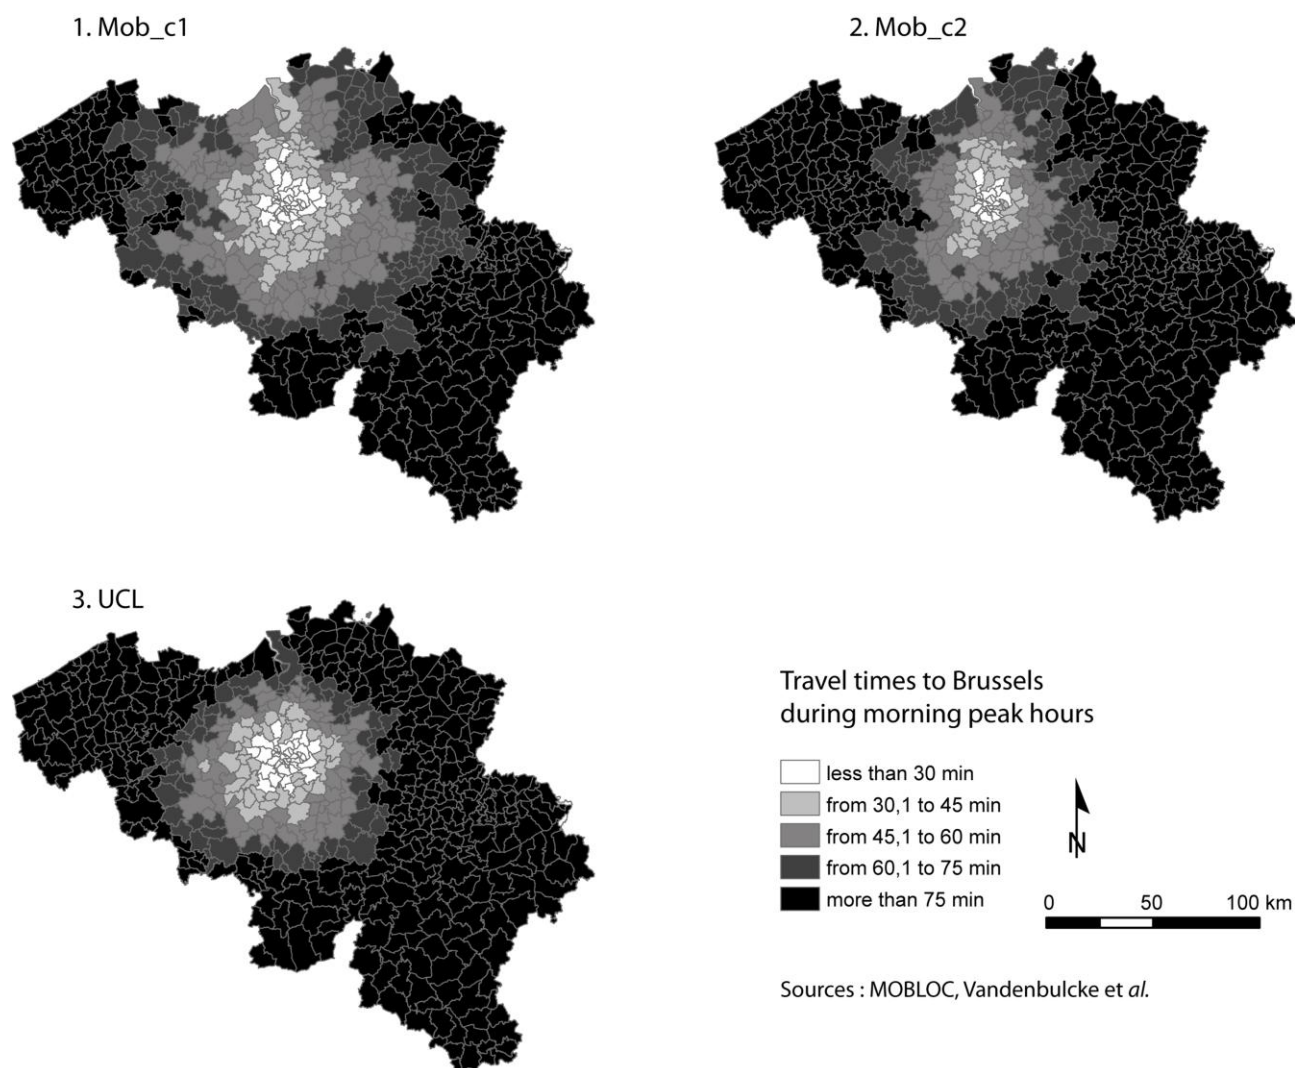 1. Mob_c1
2. Mob_c2
3. UCL
Travel times to Brussels
during morning peak hours
less than 30 min
from 30,1 to 45 min
from 45,1 to 60 min
from 60,1 to 75 min
more than 75 min
N
0 50 100 km
Sources : MOBLOC, Vandenbulcke et al.